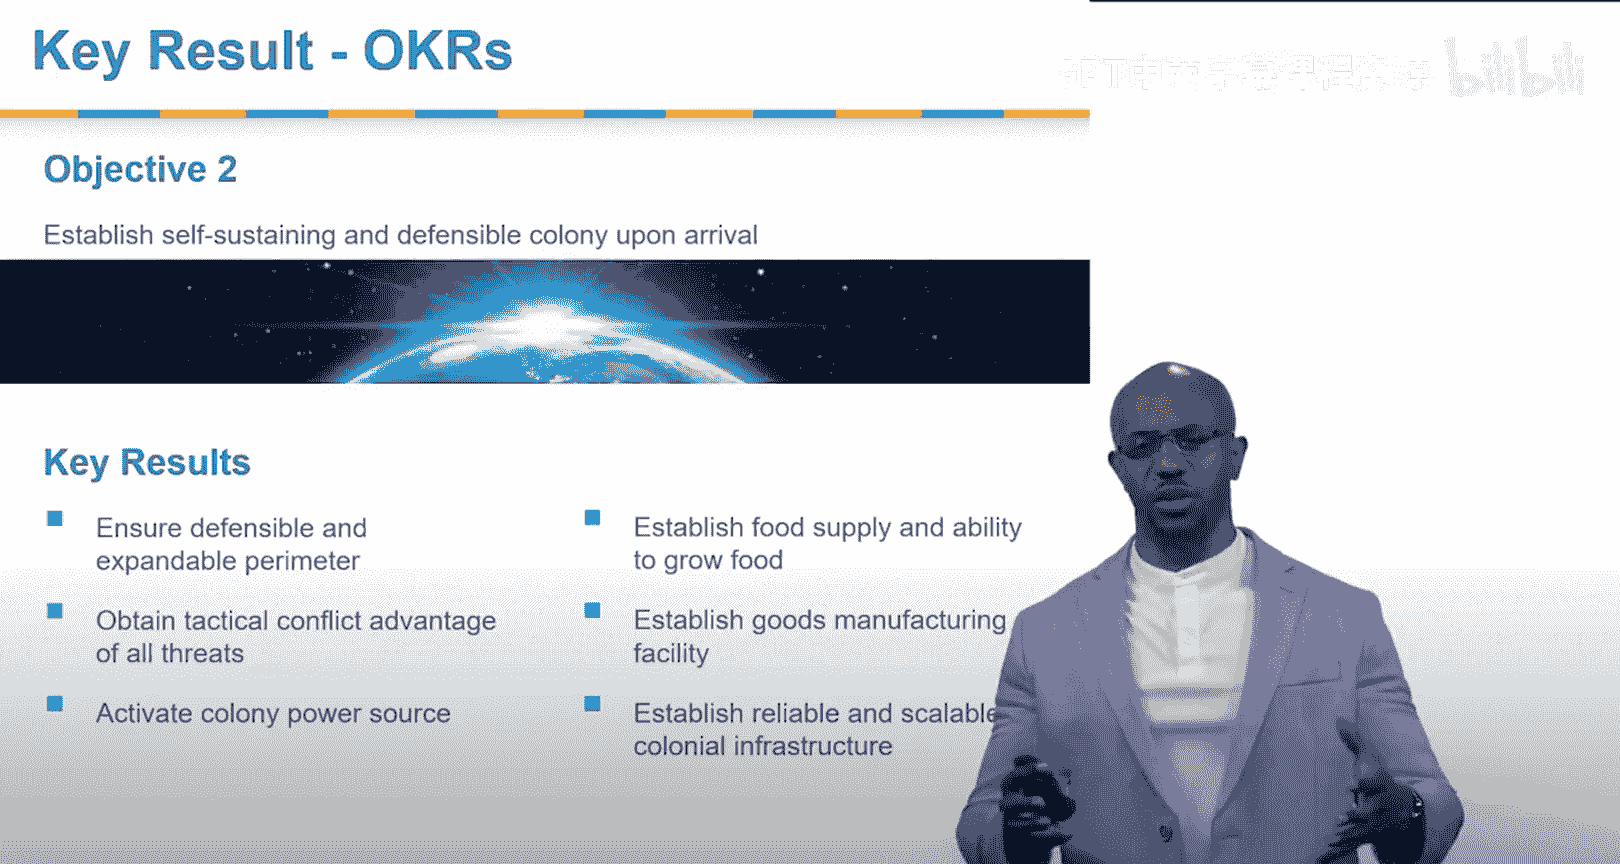 Key Result - OKRs
bilibili
Objective 2
Establish self-sustaining and defensible colony upon arrival
Key Results
Ensure defensible and
expandable perimeter
Obtain tactical conflict advantage
of all threats
Activate colony power source
Establish food supply and ability
to grow food
Establish goods manufacturing
facility
Establish reliable and scalable
colonial infrastructure